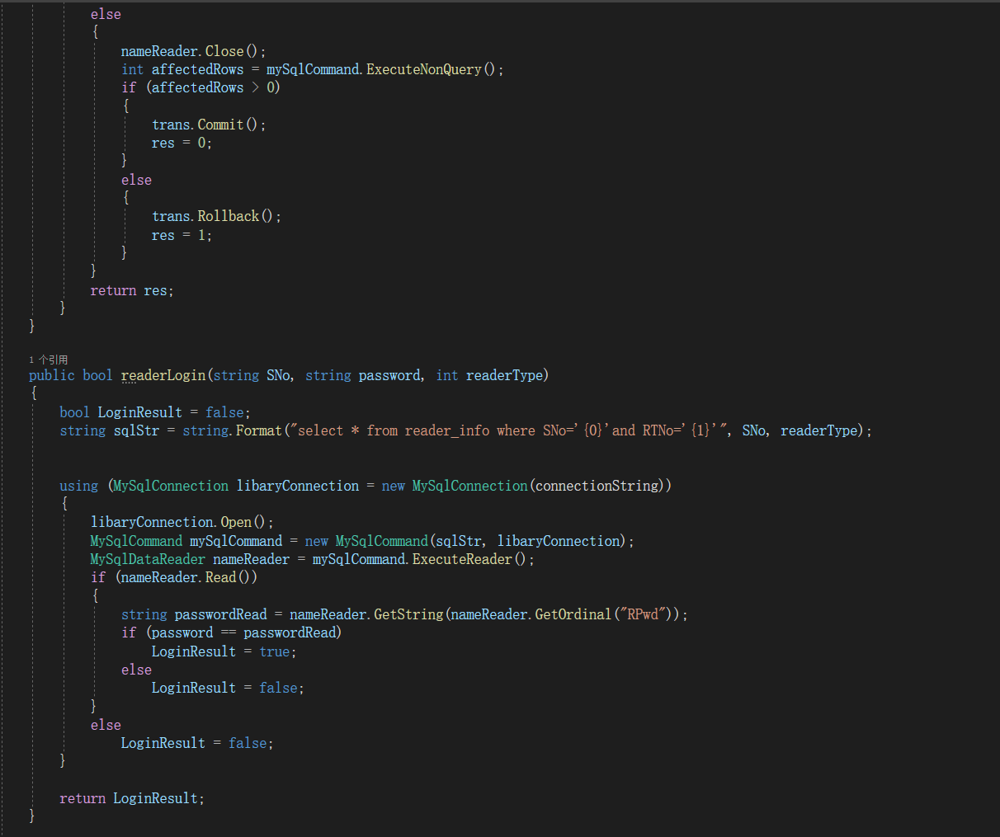 else
{
nameReader.Close();
int affectedRows = mySqlCommand.ExecuteNonQuery();
if (affectedRows > 0)
{
trans.Commit();
res = 0;
}
else
{
trans.Rollback();
res = 1;
}
}
return res;
}
}
1 个引用
public bool readerLogin(string SNo, string password, int readerType)
{
bool LoginResult = false;
string sqlStr = string.Format("select * from reader_info where SNo='{0}'and RTNo='{1}'", SNo, readerType);
using (MySqlConnection libaryConnection = new MySqlConnection(connectionString))
{
libaryConnection.Open();
MySqlCommand mySqlCommand = new MySqlCommand(sqlStr, libaryConnection);
MySqlDataReader nameReader = mySqlCommand.ExecuteReader();
if (nameReader.Read())
{
string passwordRead = nameReader.GetString(nameReader.GetOrdinal("RPwd"));
if (password == passwordRead)
LoginResult = true;
else
LoginResult = false;
}
else
LoginResult = false;
}
return LoginResult;
}